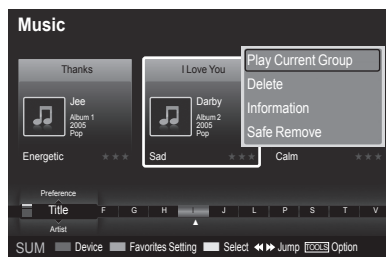 Music
Thanks
I Love You
Play Current Group
Delete
Information
Safe Remove
Jee
Album 1
2005
Pop
Darby
Album 2
2005
Pop
Energetic ★★★
Sad ★★★
Calm ★★★
Preference
Title F G H I J L P S T V
Artist
SUM Device Favorites Setting Select ◀◀ ▶▶ Jump TOOLS Option